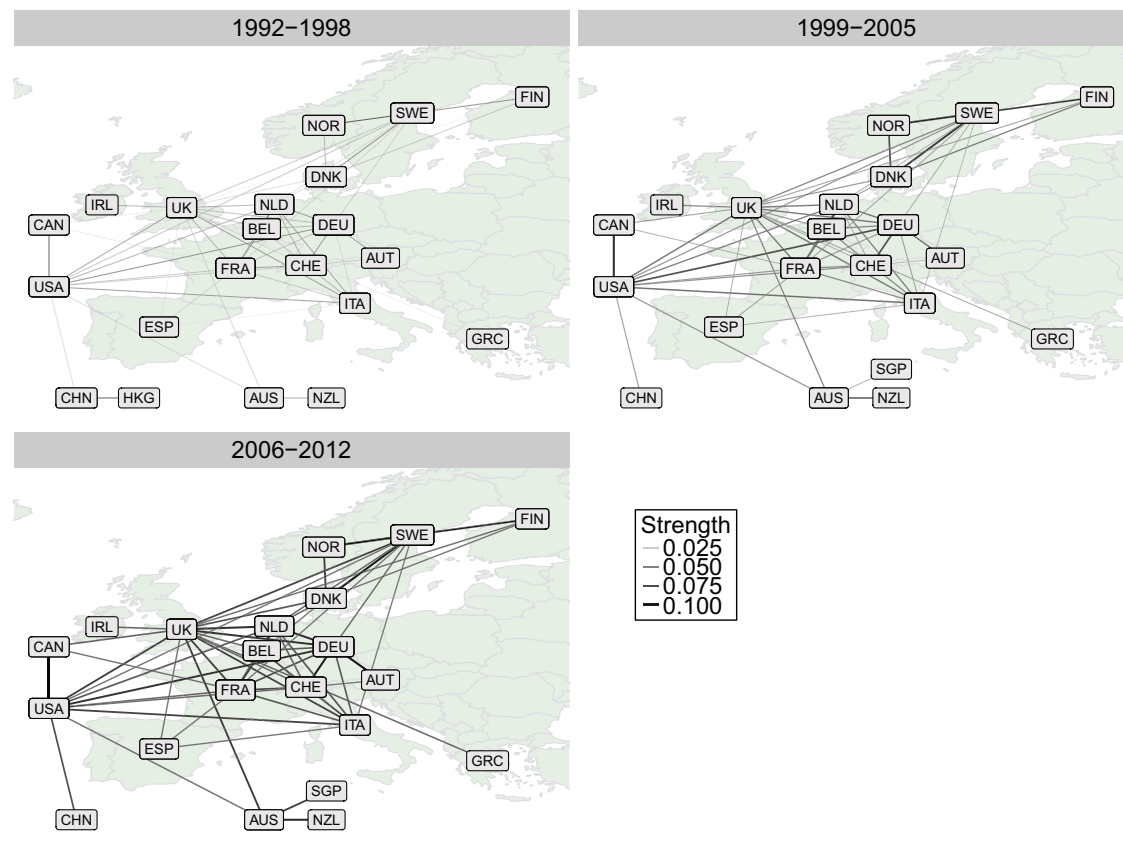 1992−1998
1999−2005
FIN
SWE
NOR
DNK
IRL
UK
NLD
CAN
BEL
DEU
AUT
FRA
CHE
USA
ITA
ESP
GRC
CHN
HKG
AUS
NZL
FIN
SWE
NOR
DNK
IRL
UK
NLD
CAN
BEL
DEU
AUT
FRA
CHE
USA
ITA
ESP
GRC
SGP
CHN
AUS
NZL
2006−2012
FIN
SWE
NOR
DNK
IRL
UK
NLD
CAN
BEL
DEU
AUT
FRA
CHE
USA
ITA
ESP
GRC
SGP
CHN
AUS
NZL
Strength
0.025
0.050
0.075
0.100